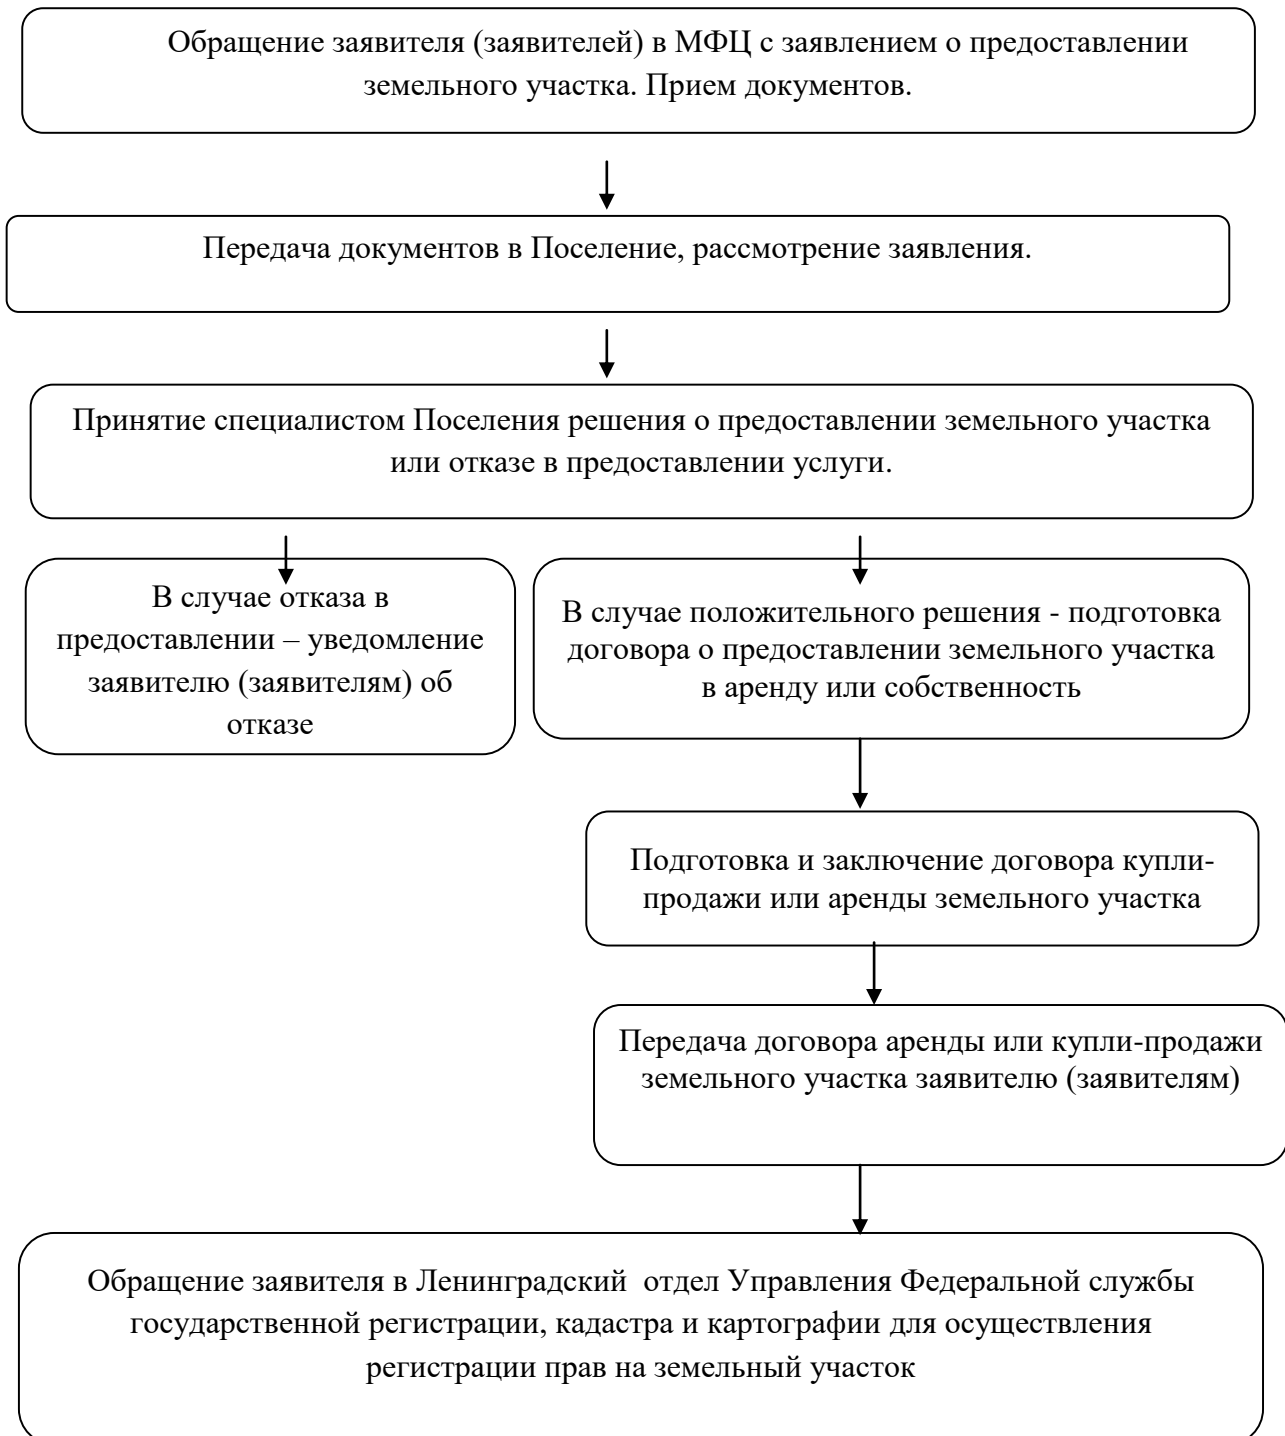 Обращение заявителя (заявителей) в МФЦ с заявлением о предоставлении
земельного участка. Прием документов.
Передача документов в Поселение, рассмотрение заявления.
Принятие специалистом Поселения решения о предоставлении земельного участка
или отказе в предоставлении услуги.
В случае отказа в
предоставлении – уведомление
заявителю (заявителям) об
отказе
В случае положительного решения - подготовка
договора о предоставлении земельного участка
в аренду или собственность
Подготовка и заключение договора купли-
продажи или аренды земельного участка
Передача договора аренды или купли-продажи
земельного участка заявителю (заявителям)
Обращение заявителя в Ленинградский  отдел Управления Федеральной службы
государственной регистрации, кадастра и картографии для осуществления
регистрации прав на земельный участок